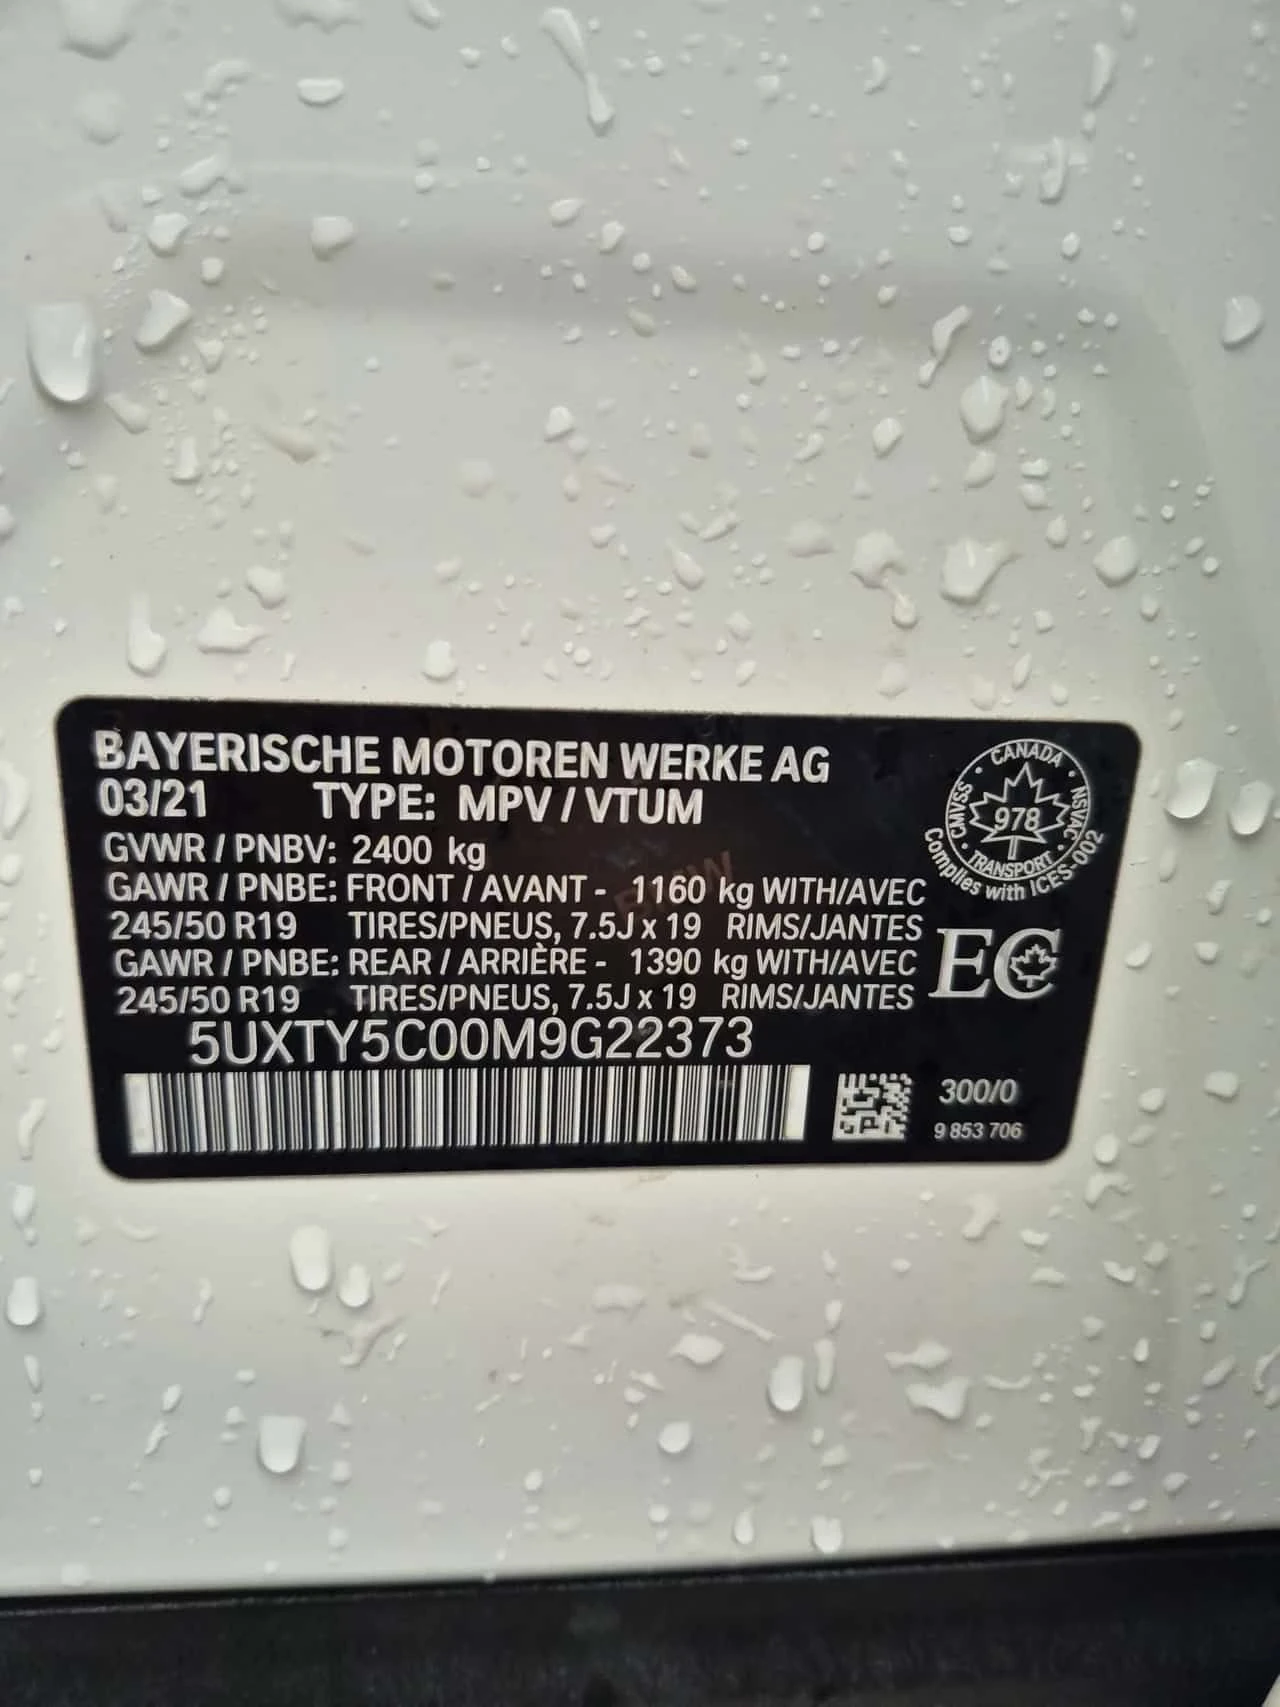 BAYERISCHE MOTOREN WERKE AG
03/21 TYPE: MPV / VTUM
GVWR / PNBV: 2400 kg
GAWR / PNBE: FRONT / AVANT - 1160 kg WITH/AVEC
245/50 R19 TIRES/PNEUS, 7.5J x 19 RIMS/JANTES
GAWR / PNBE: REAR / ARRIÈRE - 1390 kg WITH/AVEC
245/50 R19 TIRES/PNEUS, 7.5J x 19 RIMS/JANTES
5UXTY5C00M9G22373
CANADA
CMVSS NSVAC
978
TRANSPORT
Complies with ICES-002
EC
300/0
9 853 706
BMW